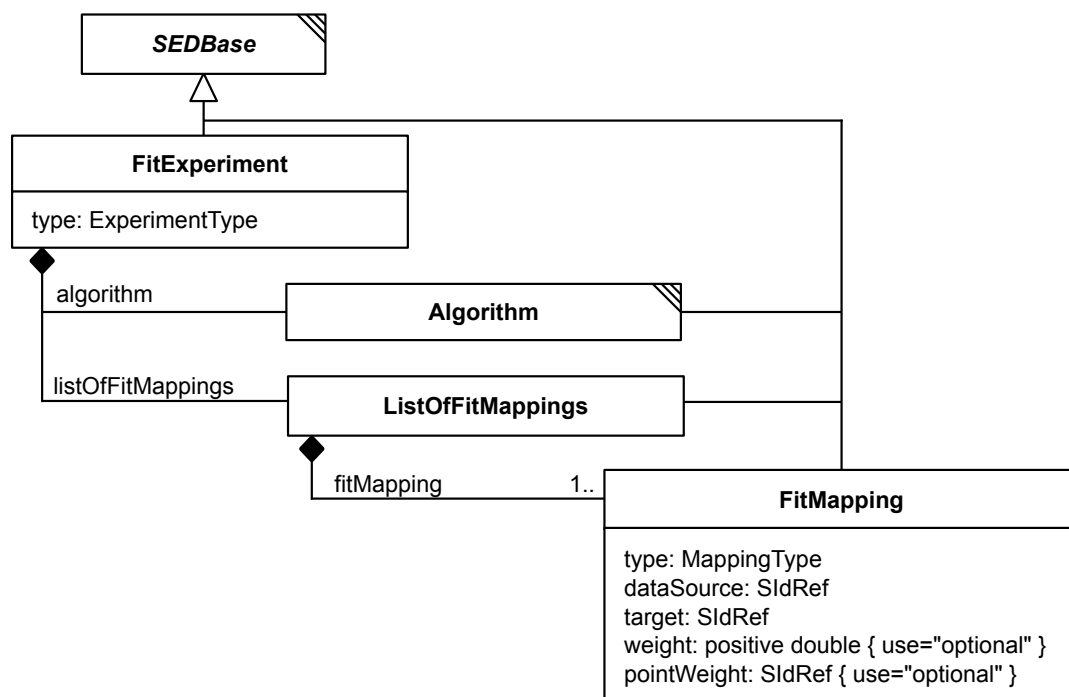 SEDBase
FitExperiment
type: ExperimentType
algorithm
Algorithm
listOfFitMappings
ListOfFitMappings
fitMapping
1..
FitMapping
type: MappingType
dataSource: SIdRef
target: SIdRef
weight: positive double { use="optional" }
pointWeight: SIdRef { use="optional" }